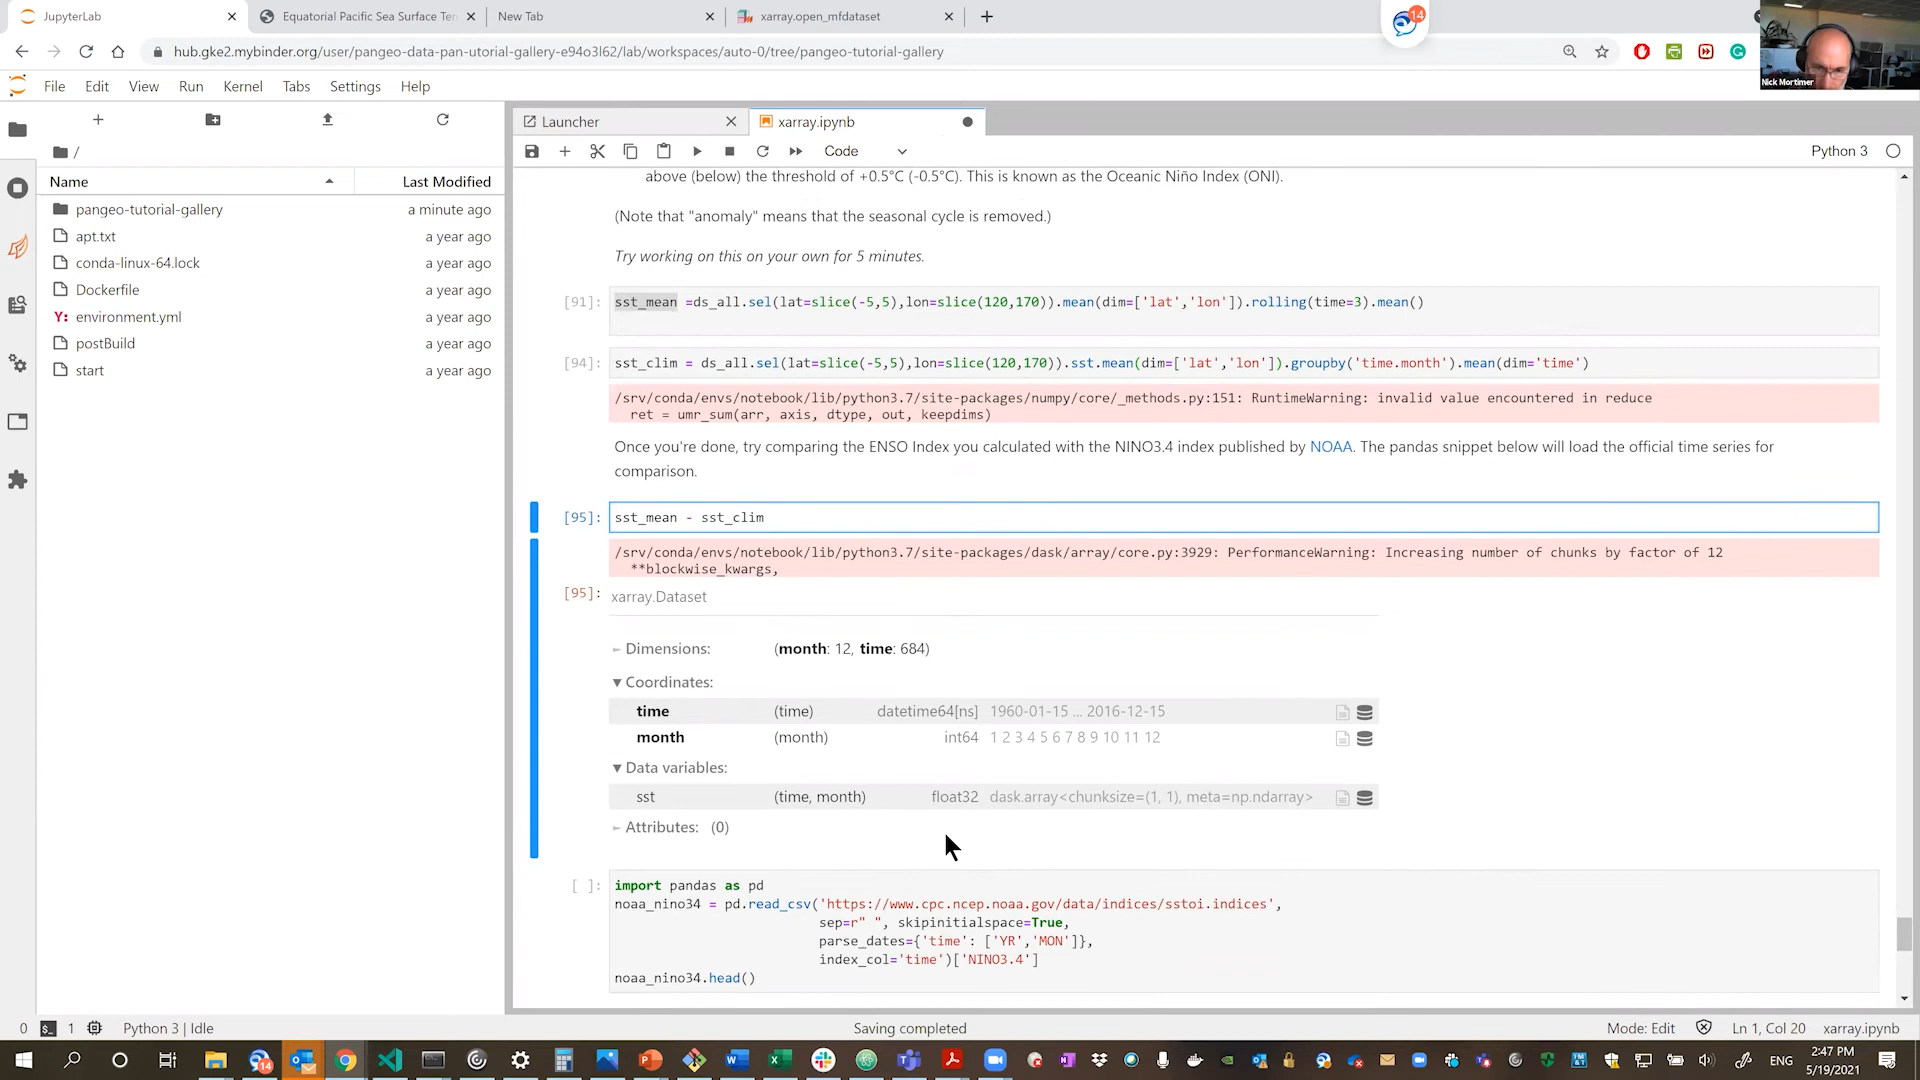 JupyterLab
Equatorial Pacific Sea Surface Ter
New Tab
xarray.open_mfdataset
14
hub.gke2.mybinder.org/user/pangeo-data-pan-utorial-gallery-e94o3l62/lab/workspaces/auto-0/tree/pangeo-tutorial-gallery
Nick Mortimer
File Edit View Run Kernel Tabs Settings Help
Launcher
xarray.ipynb
Code
Python 3
/
Name Last Modified
pangeo-tutorial-gallery a minute ago
apt.txt a year ago
conda-linux-64.lock a year ago
Dockerfile a year ago
Y: environment.yml a year ago
postBuild a year ago
start a year ago
above (below) the threshold of +0.5°C (-0.5°C). This is known as the Oceanic Niño Index (ONI).
(Note that "anomaly" means that the seasonal cycle is removed.)
Try working on this on your own for 5 minutes.
[91]: sst_mean =ds_all.sel(lat=slice(-5,5),lon=slice(120,170)).mean(dim=['lat','lon']).rolling(time=3).mean()
[94]: sst_clim = ds_all.sel(lat=slice(-5,5),lon=slice(120,170)).sst.mean(dim=['lat','lon']).groupby('time.month').mean(dim='time')
/srv/conda/envs/notebook/lib/python3.7/site-packages/numpy/core/_methods.py:151: RuntimeWarning: invalid value encountered in reduce
ret = umr_sum(arr, axis, dtype, out, keepdims)
Once you're done, try comparing the ENSO Index you calculated with the NINO3.4 index published by NOAA. The pandas snippet below will load the official time series for
comparison.
[95]: sst_mean - sst_clim
/srv/conda/envs/notebook/lib/python3.7/site-packages/dask/array/core.py:3929: PerformanceWarning: Increasing number of chunks by factor of 12
**blockwise_kwargs,
[95]: xarray.Dataset
Dimensions: (month: 12, time: 684)
Coordinates:
time (time) datetime64[ns] 1960-01-15 ... 2016-12-15
month (month) int64 1 2 3 4 5 6 7 8 9 10 11 12
Data variables:
sst (time, month) float32 dask.array<chunksize=(1, 1), meta=np.ndarray>
Attributes: (0)
[ ]: import pandas as pd
noaa_nino34 = pd.read_csv('https://www.cpc.ncep.noaa.gov/data/indices/sstoi.indices',
sep=r" ", skipinitialspace=True,
parse_dates={'time': ['YR','MON']},
index_col='time')['NINO3.4']
noaa_nino34.head()
0 1 Python 3 | Idle Saving completed Mode: Edit Ln 1, Col 20 xarray.ipynb
14
ENG
2:47 PM
5/19/2021